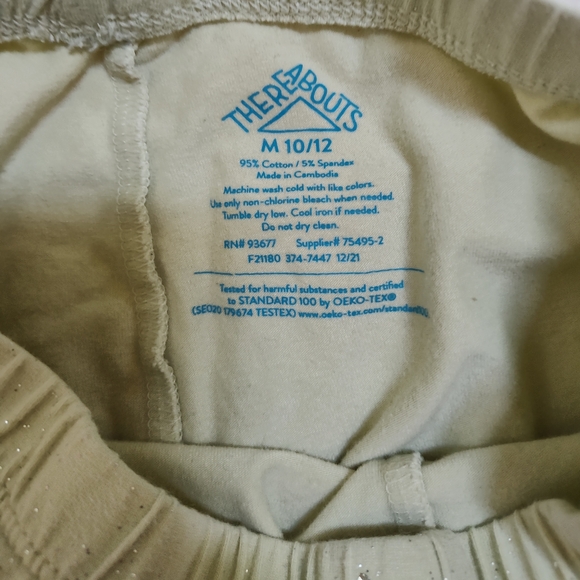 THEREABOUTS
M 10/12
95% Cotton / 5% Spandex
Made in Cambodia
Machine wash cold with like colors.
Use only non-chlorine bleach when needed.
Tumble dry low. Cool iron if needed.
Do not dry clean.
RN# 93677 Supplier# 75495-2
F21180 374-7447 12/21
Tested for harmful substances and certified
to STANDARD 100 by OEKO-TEX®
(SEO20 179674 TESTEX) www.oeko-tex.com/standard100